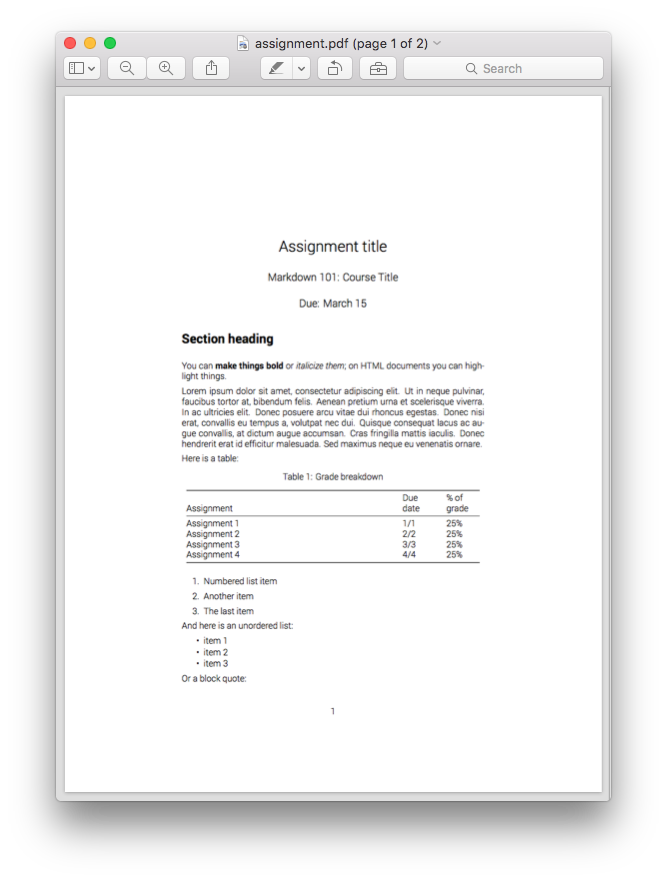 assignment.pdf (page 1 of 2)
Search
Assignment title
Markdown 101: Course Title
Due: March 15
Section heading
You can make things bold or italicize them; on HTML documents you can high-
light things.
Lorem ipsum dolor sit amet, consectetur adipiscing elit. Ut in neque pulvinar,
faucibus tortor at, bibendum felis. Aenean pretium urna et scelerisque viverra.
In ac ultricies elit. Donec posuere arcu vitae dui rhoncus egestas. Donec nisi
erat, convallis eu tempus a, volutpat nec dui. Quisque consequat lacus ac au-
gue convallis, at dictum augue accumsan. Cras fringilla mattis iaculis. Donec
hendrerit erat id efficitur malesuada. Sed maximus neque eu venenatis ornare.
Here is a table:
Table 1: Grade breakdown
Assignment Due date % of grade
Assignment 1 1/1 25%
Assignment 2 2/2 25%
Assignment 3 3/3 25%
Assignment 4 4/4 25%
1. Numbered list item
2. Another item
3. The last item
And here is an unordered list:
• item 1
• item 2
• item 3
Or a block quote:
1